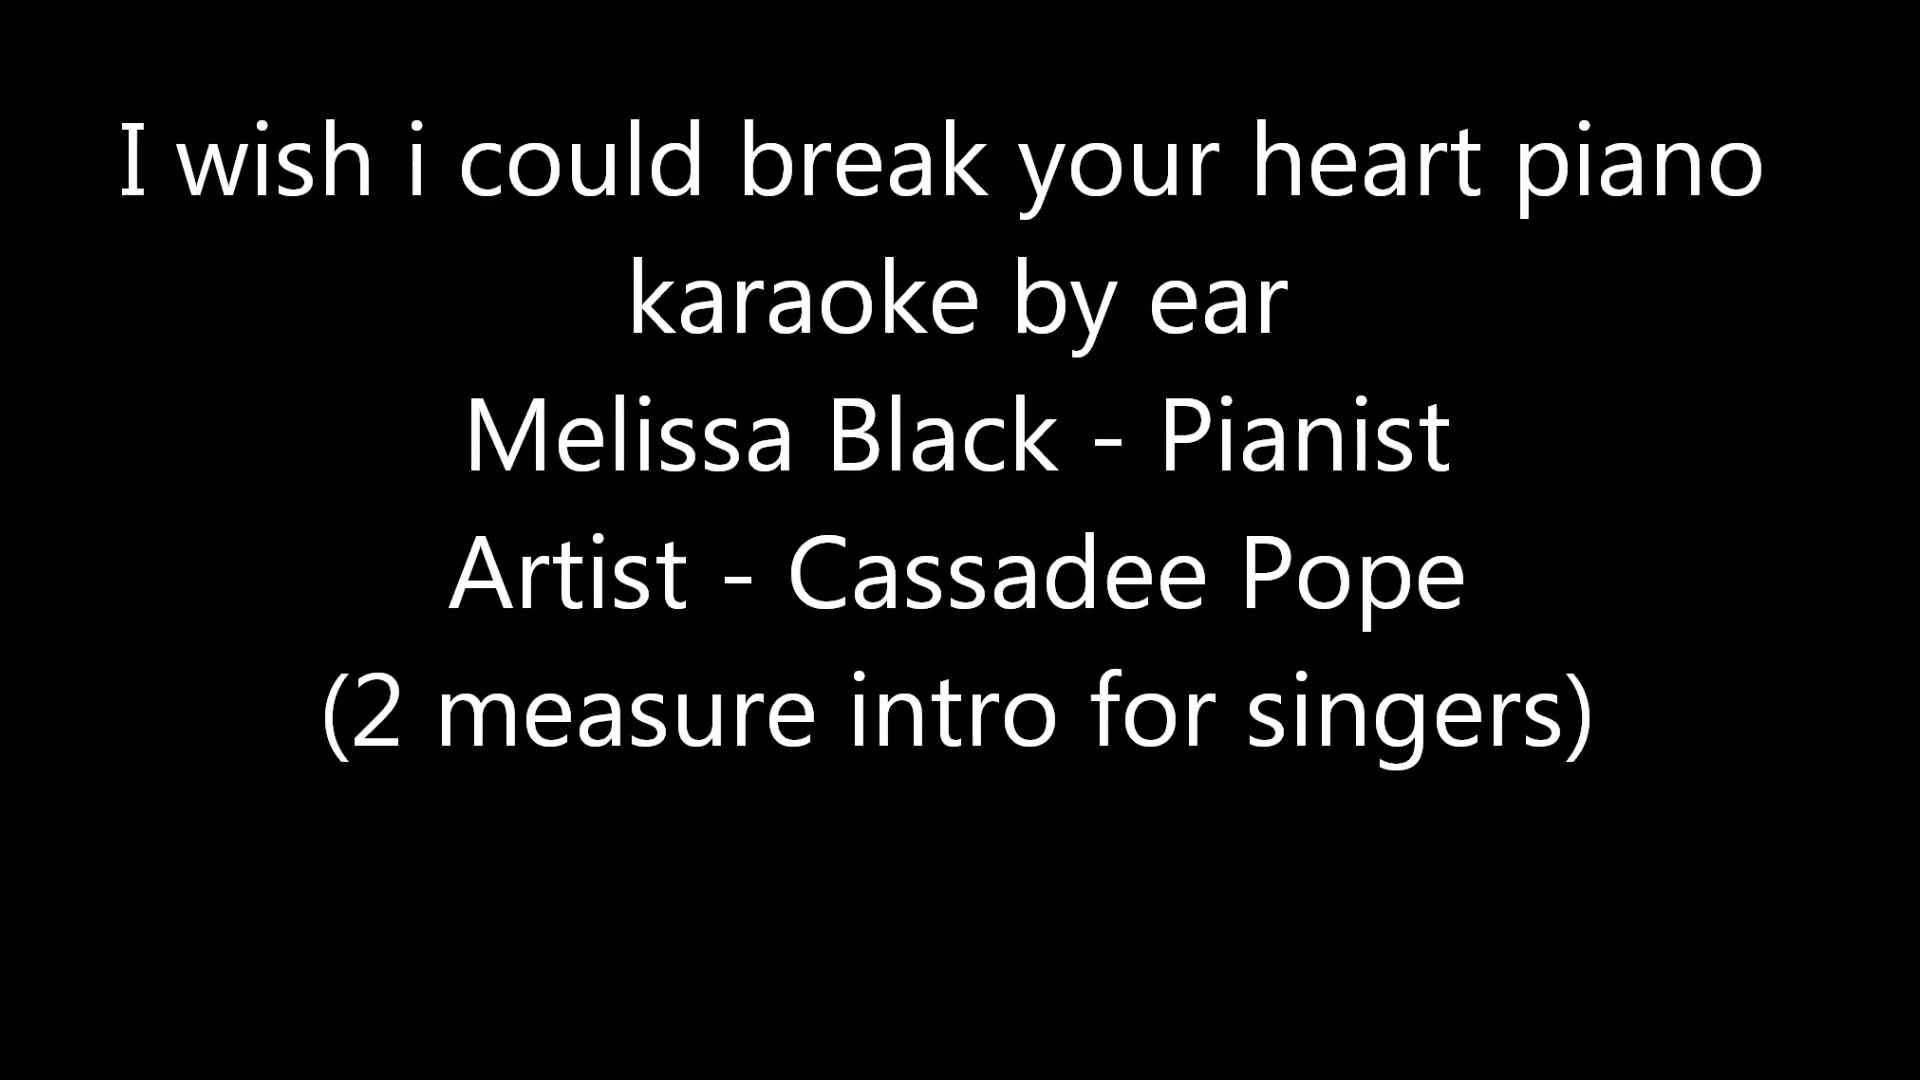 I wish i could break your heart piano
karaoke by ear
Melissa Black - Pianist
Artist - Cassadee Pope
(2 measure intro for singers)